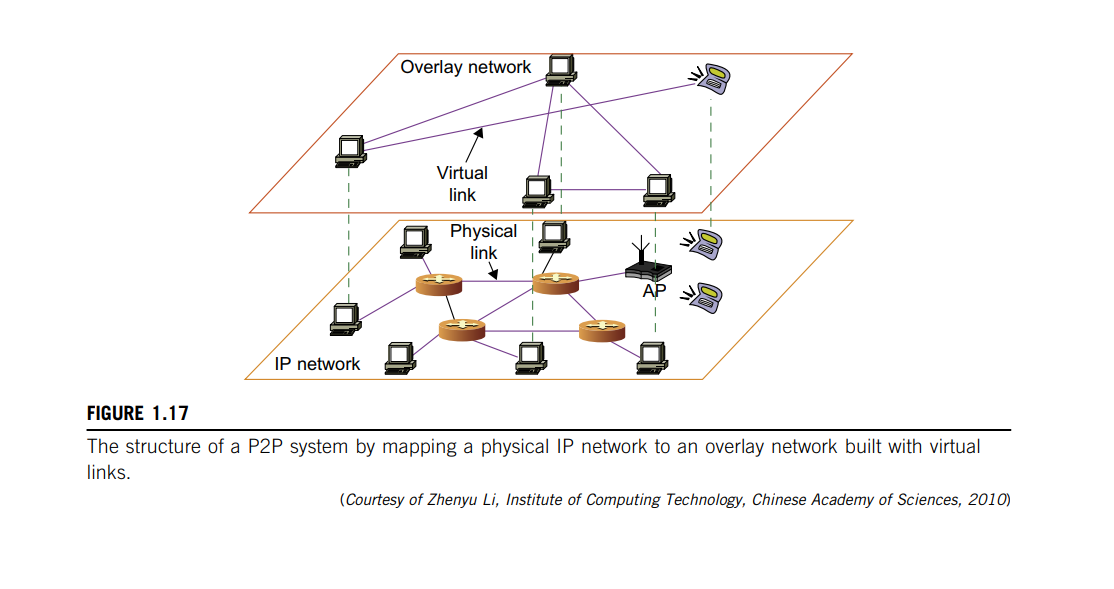 Overlay network
Virtual
link
Physical
link
AP
IP network
FIGURE 1.17
The structure of a P2P system by mapping a physical IP network to an overlay network built with virtual
links.
(Courtesy of Zhenyu Li, Institute of Computing Technology, Chinese Academy of Sciences, 2010)